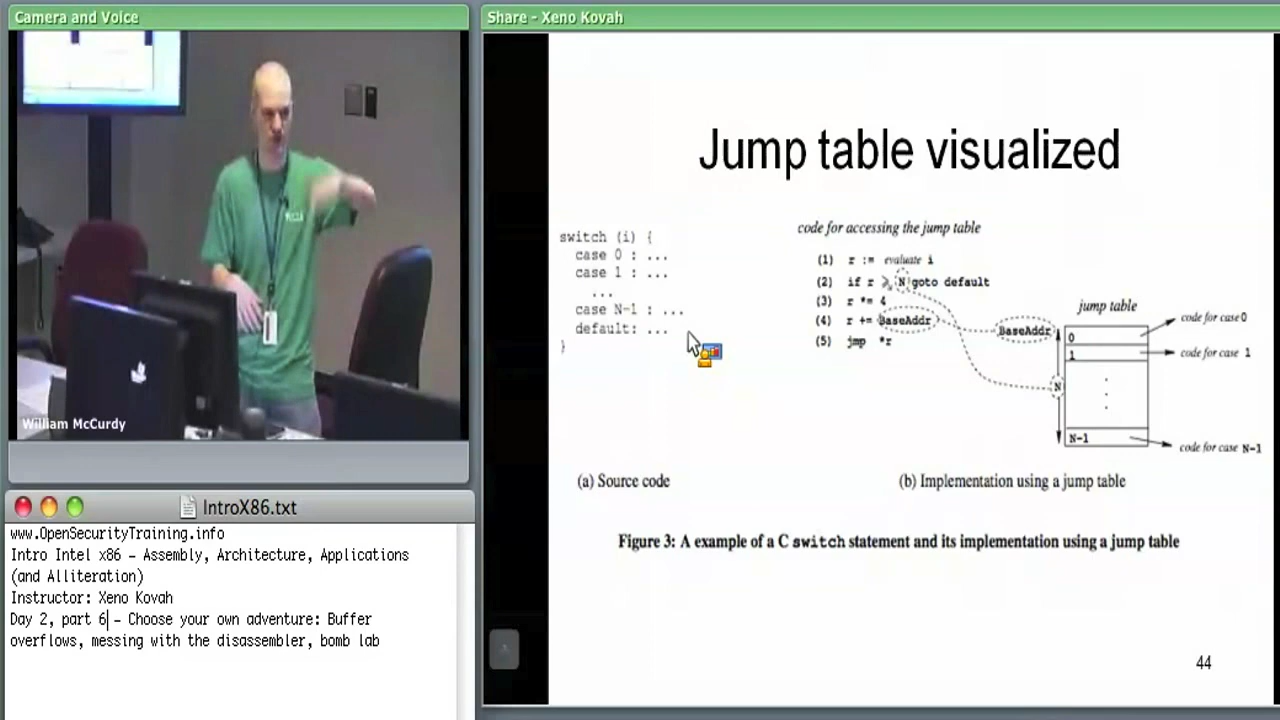 Camera and Voice
William McCurdy
IntroX86.txt
www.OpenSecurityTraining.info
Intro Intel x86 – Assembly, Architecture, Applications
(and Alliteration)
Instructor: Xeno Kovah
Day 2, part 6 – Choose your own adventure: Buffer
overflows, messing with the disassembler, bomb lab
Share - Xeno Kovah
Jump table visualized
switch (i) {
case 0 : ...
case 1 : ...
...
case N-1 : ...
default: ...
}
(a) Source code
code for accessing the jump table
(1) r := evaluate i
(2) if r ≥ N goto default
(3) r *= 4
(4) r += BaseAddr
(5) jmp *r
BaseAddr
N
jump table
0
1
N-1
code for case 0
code for case 1
code for case N-1
(b) Implementation using a jump table
Figure 3: A example of a C switch statement and its implementation using a jump table
44